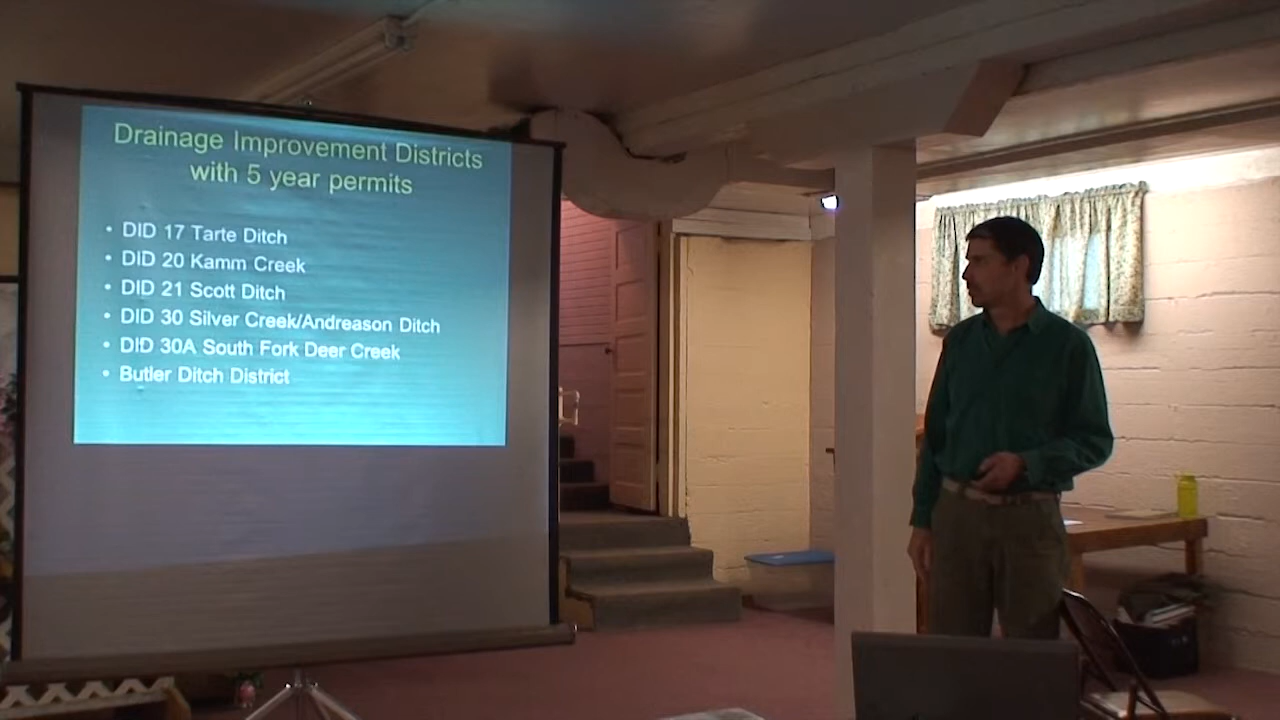 Drainage Improvement Districts
with 5 year permits
• DID 17 Tarte Ditch
• DID 20 Kamm Creek
• DID 21 Scott Ditch
• DID 30 Silver Creek/Andreason Ditch
• DID 30A South Fork Deer Creek
• Butler Ditch District